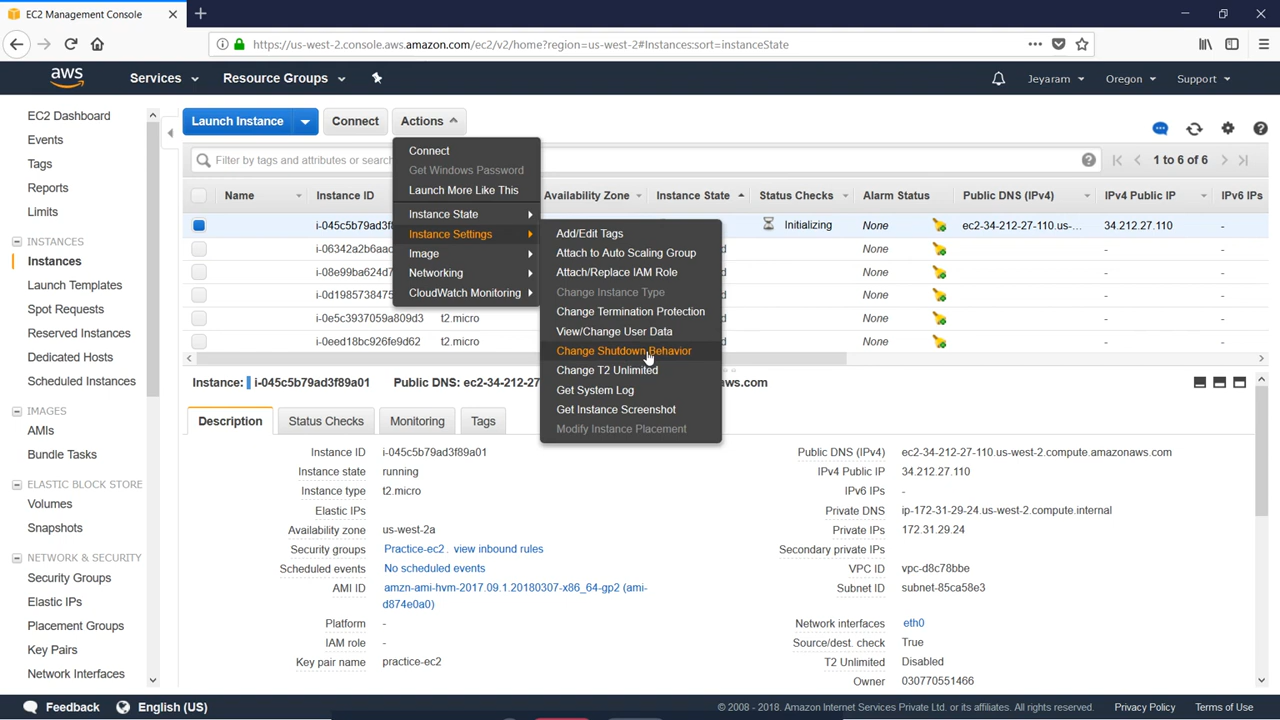 EC2 Management Console
https://us-west-2.console.aws.amazon.com/ec2/v2/home?region=us-west-2#Instances:sort=instanceState
aws
Services
Resource Groups
Jeyaram
Oregon
Support
EC2 Dashboard
Events
Tags
Reports
Limits
INSTANCES
Instances
Launch Templates
Spot Requests
Reserved Instances
Dedicated Hosts
Scheduled Instances
IMAGES
AMIs
Bundle Tasks
ELASTIC BLOCK STORE
Volumes
Snapshots
NETWORK & SECURITY
Security Groups
Elastic IPs
Placement Groups
Key Pairs
Network Interfaces
Launch Instance
Connect
Actions
Filter by tags and attributes or search
1 to 6 of 6
Connect
Get Windows Password
Launch More Like This
Instance State
Instance Settings
Image
Networking
CloudWatch Monitoring
Add/Edit Tags
Attach to Auto Scaling Group
Attach/Replace IAM Role
Change Instance Type
Change Termination Protection
View/Change User Data
Change Shutdown Behavior
Change T2 Unlimited
Get System Log
Get Instance Screenshot
Modify Instance Placement
Name Instance ID Availability Zone Instance State Status Checks Alarm Status Public DNS (IPv4) IPv4 Public IP IPv6 IPs
i-045c5b79ad3f Initializing None ec2-34-212-27-110.us-... 34.212.27.110 -
i-06342a2b6aac None -
i-08e99ba624d7 None -
i-0d1985738475 None -
i-0e5c3937059a809d3 t2.micro None -
i-0eed18bc926fe9d62 t2.micro None -
Instance: i-045c5b79ad3f89a01 Public DNS: ec2-34-212-27 ws.com
Description Status Checks Monitoring Tags
Instance ID i-045c5b79ad3f89a01 Public DNS (IPv4) ec2-34-212-27-110.us-west-2.compute.amazonaws.com
Instance state running IPv4 Public IP 34.212.27.110
Instance type t2.micro IPv6 IPs -
Elastic IPs Private DNS ip-172-31-29-24.us-west-2.compute.internal
Availability zone us-west-2a Private IPs 172.31.29.24
Security groups Practice-ec2 . view inbound rules Secondary private IPs
Scheduled events No scheduled events VPC ID vpc-d8c78bbe
AMI ID amzn-ami-hvm-2017.09.1.20180307-x86_64-gp2 (ami- Subnet ID subnet-85ca58e3
d874e0a0)
Platform - Network interfaces eth0
IAM role - Source/dest. check True
Key pair name practice-ec2 T2 Unlimited Disabled
Owner 030770551466
Feedback English (US) © 2008 - 2018, Amazon Internet Services Private Ltd. or its affiliates. All rights reserved. Privacy Policy Terms of Use